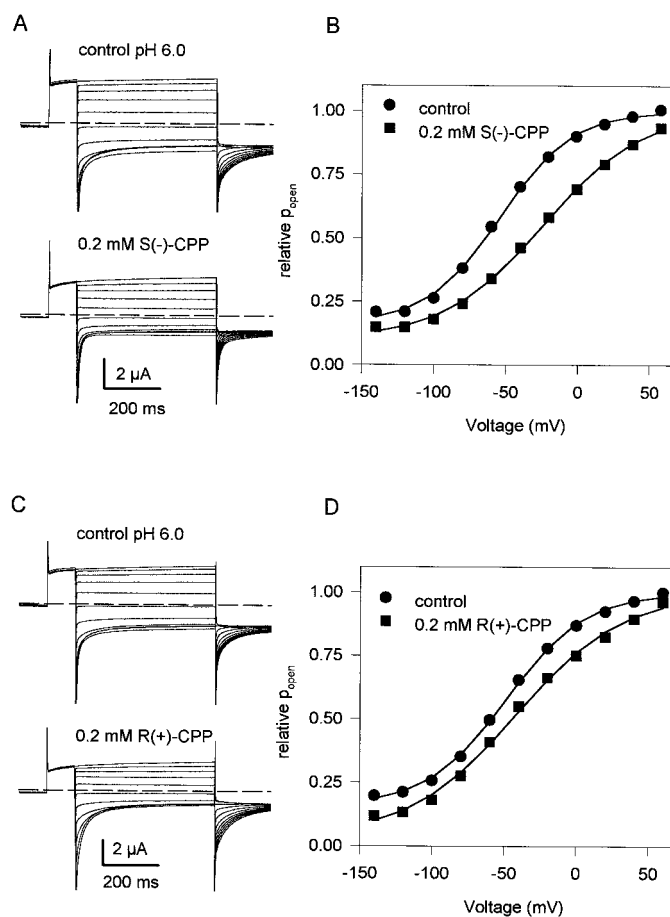 A
control pH 6.0
0.2 mM S(-)-CPP
2 µA
200 ms
B
relative p_open
1.00
0.75
0.50
0.25
0.00
control
0.2 mM S(-)-CPP
-150 -100 -50 0 50
Voltage (mV)
C
control pH 6.0
0.2 mM R(+)-CPP
2 µA
200 ms
D
relative p_open
1.00
0.75
0.50
0.25
0.00
control
0.2 mM R(+)-CPP
-150 -100 -50 0 50
Voltage (mV)